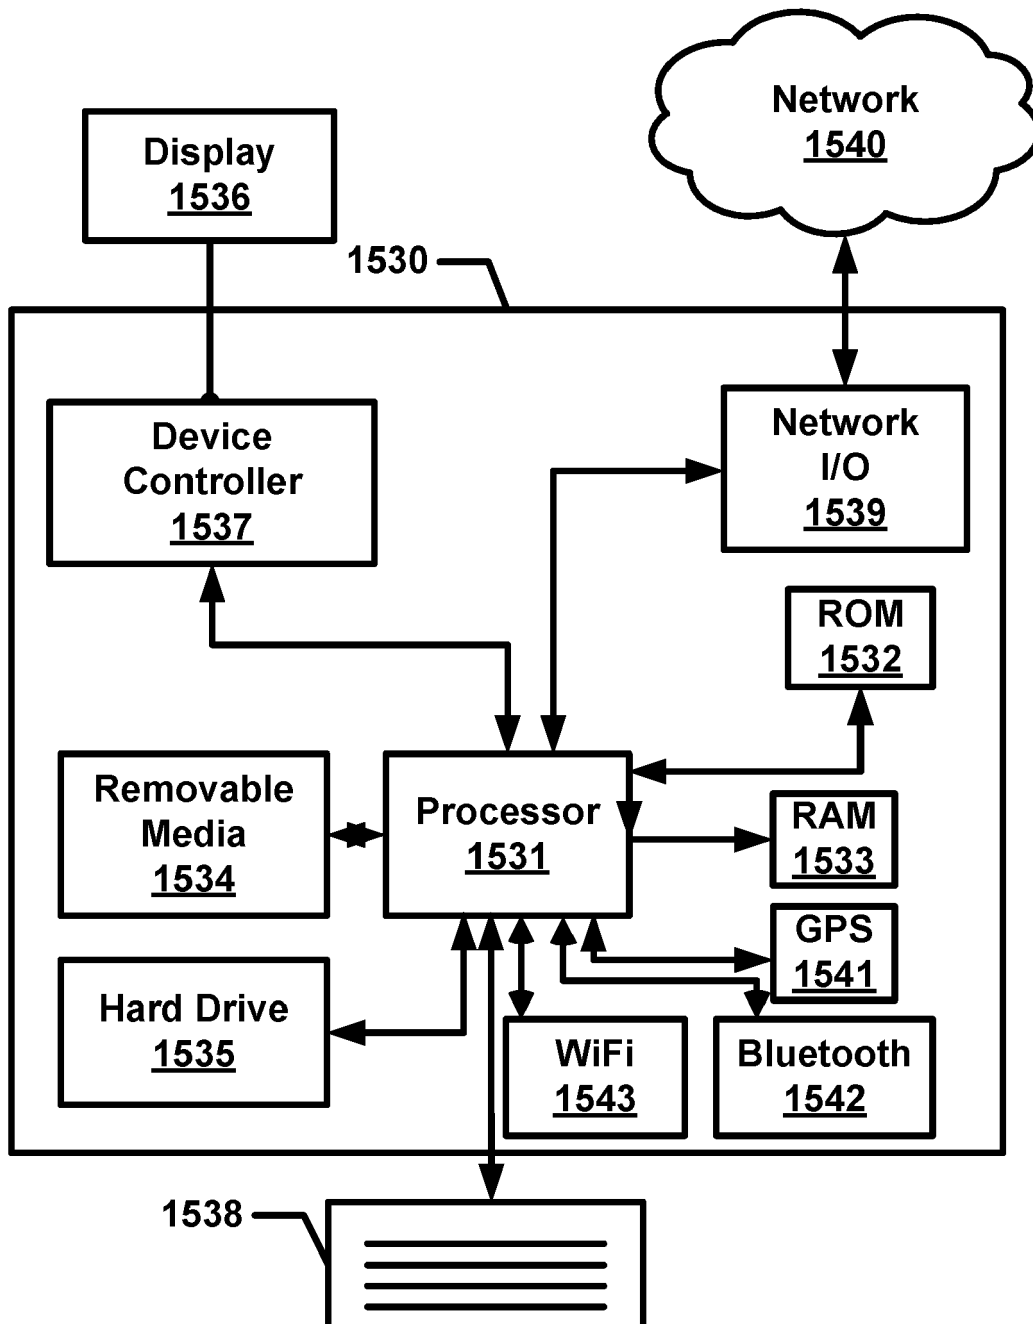 Network
1540
Display
1536
1530
Device
Controller
1537
Network
I/O
1539
ROM
1532
Removable
Media
1534
Processor
1531
RAM
1533
GPS
1541
Hard Drive
1535
WiFi
1543
Bluetooth
1542
1538